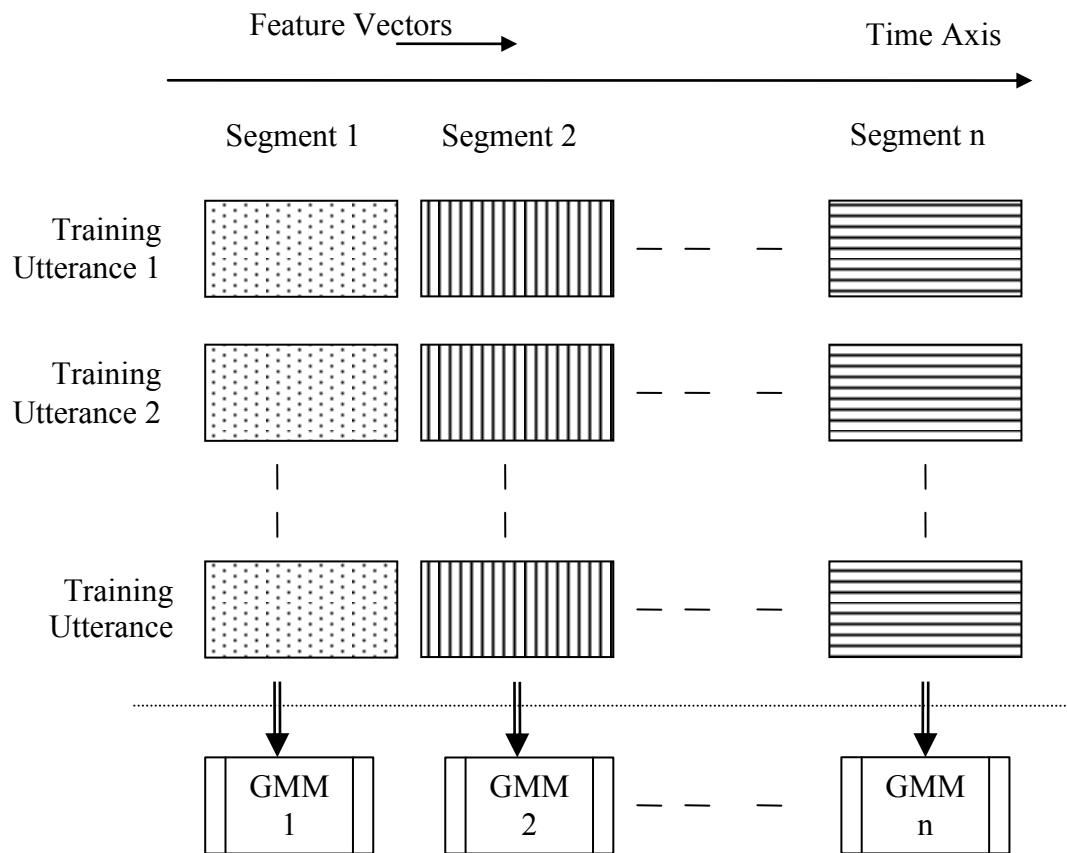 Feature Vectors
Time Axis
Segment 1
Segment 2
Segment n
Training
Utterance 1
Training
Utterance 2
Training
Utterance
GMM
1
GMM
2
GMM
n